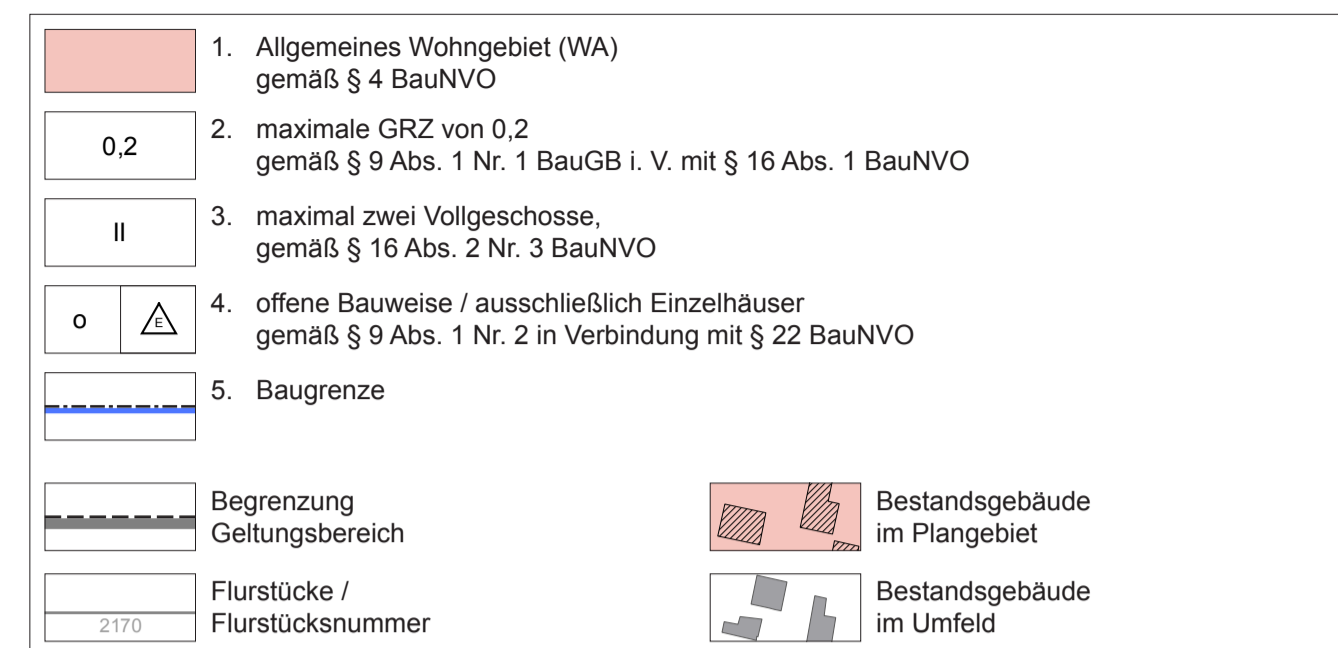 1. Allgemeines Wohngebiet (WA)
gemäß § 4 BauNVO
0,2
2. maximale GRZ von 0,2
gemäß § 9 Abs. 1 Nr. 1 BauGB i. V. mit § 16 Abs. 1 BauNVO
II
3. maximal zwei Vollgeschosse,
gemäß § 16 Abs. 2 Nr. 3 BauNVO
o E
4. offene Bauweise / ausschließlich Einzelhäuser
gemäß § 9 Abs. 1 Nr. 2 in Verbindung mit § 22 BauNVO
5. Baugrenze
Begrenzung
Geltungsbereich
Bestandsgebäude
im Plangebiet
Flurstücke /
Flurstücksnummer
2170
Bestandsgebäude
im Umfeld